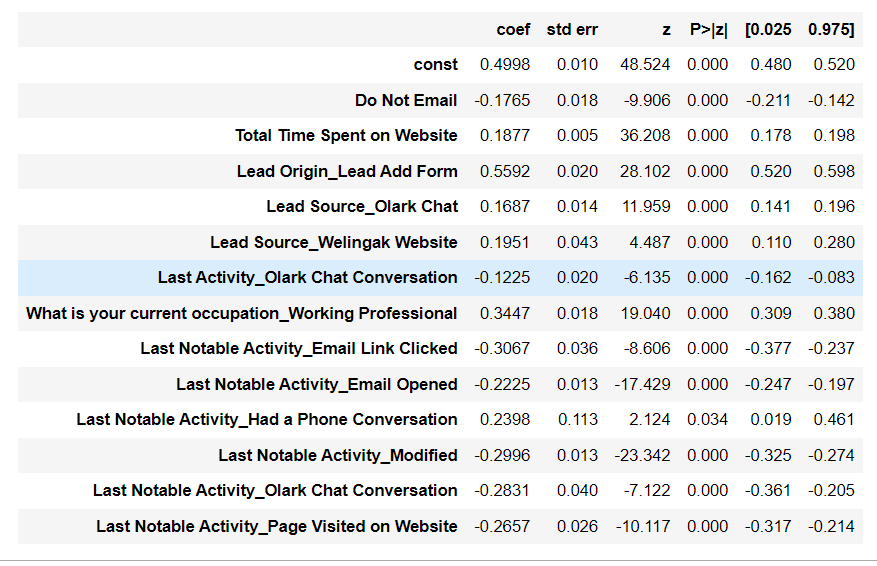 coef std err z P>|z| [0.025 0.975]
const 0.4998 0.010 48.524 0.000 0.480 0.520
Do Not Email -0.1765 0.018 -9.906 0.000 -0.211 -0.142
Total Time Spent on Website 0.1877 0.005 36.208 0.000 0.178 0.198
Lead Origin_Lead Add Form 0.5592 0.020 28.102 0.000 0.520 0.598
Lead Source_Olark Chat 0.1687 0.014 11.959 0.000 0.141 0.196
Lead Source_Welingak Website 0.1951 0.043 4.487 0.000 0.110 0.280
Last Activity_Olark Chat Conversation -0.1225 0.020 -6.135 0.000 -0.162 -0.083
What is your current occupation_Working Professional 0.3447 0.018 19.040 0.000 0.309 0.380
Last Notable Activity_Email Link Clicked -0.3067 0.036 -8.606 0.000 -0.377 -0.237
Last Notable Activity_Email Opened -0.2225 0.013 -17.429 0.000 -0.247 -0.197
Last Notable Activity_Had a Phone Conversation 0.2398 0.113 2.124 0.034 0.019 0.461
Last Notable Activity_Modified -0.2996 0.013 -23.342 0.000 -0.325 -0.274
Last Notable Activity_Olark Chat Conversation -0.2831 0.040 -7.122 0.000 -0.361 -0.205
Last Notable Activity_Page Visited on Website -0.2657 0.026 -10.117 0.000 -0.317 -0.214